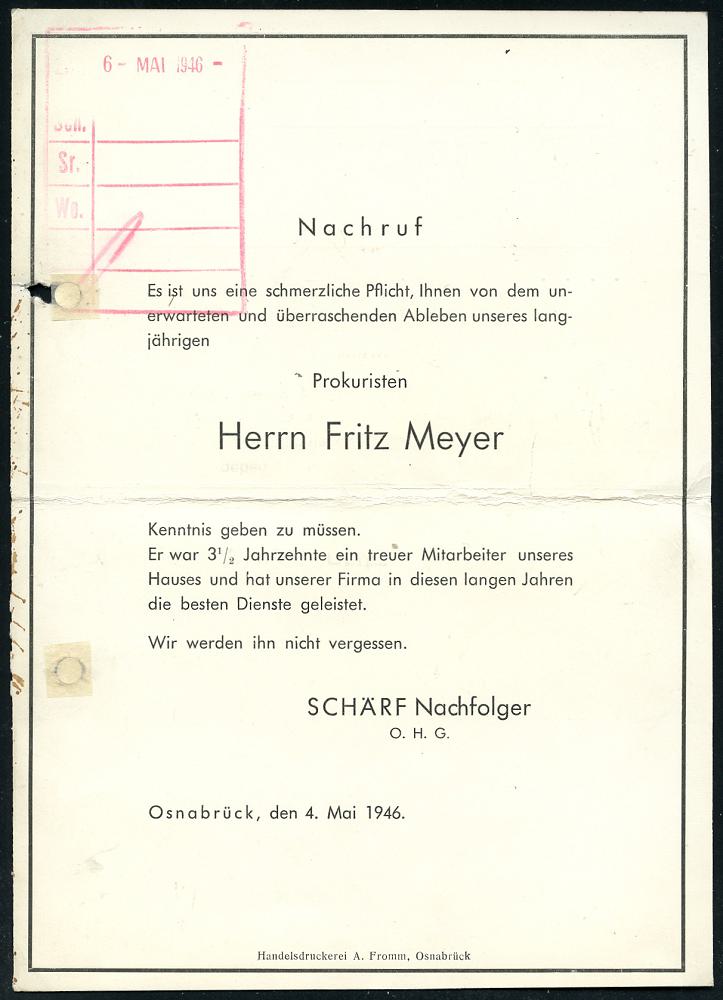 6 - MAI 1946 -
Sch.
Sr.
Wo.
Nachruf
Es ist uns eine schmerzliche Pflicht, Ihnen von dem un-
erwarteten und überraschenden Ableben unseres lang-
jährigen
Prokuristen
Herrn Fritz Meyer
Kenntnis geben zu müssen.
Er war 3½ Jahrzehnte ein treuer Mitarbeiter unseres
Hauses und hat unserer Firma in diesen langen Jahren
die besten Dienste geleistet.
Wir werden ihn nicht vergessen.
SCHÄRF Nachfolger
O. H. G.
Osnabrück, den 4. Mai 1946.
Handelsdruckerei A. Fromm, Osnabrück